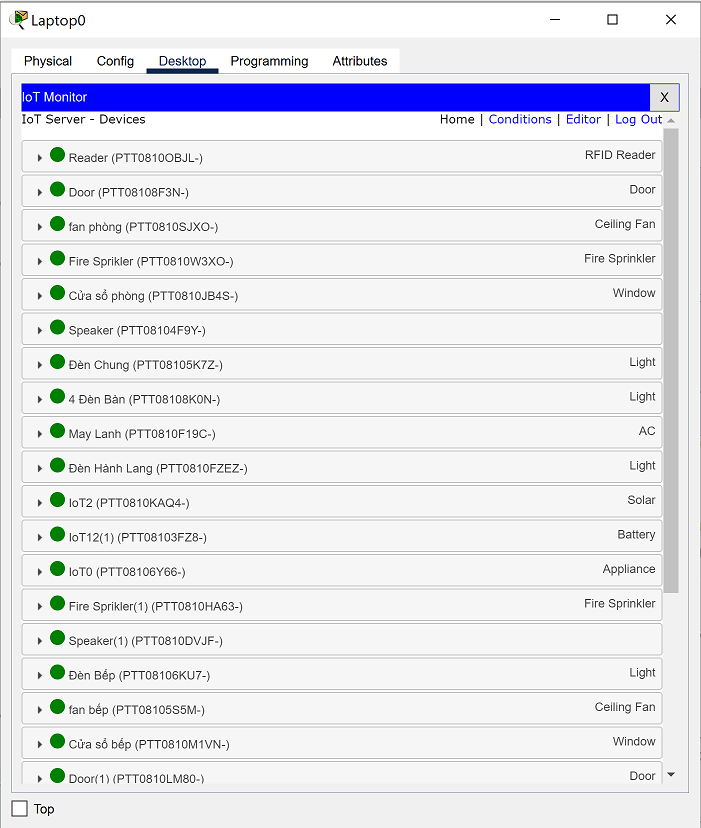 Laptop0
Physical Config Desktop Programming Attributes
IoT Monitor X
IoT Server - Devices Home | Conditions | Editor | Log Out
Reader (PTT0810OBJL-) RFID Reader
Door (PTT08108F3N-) Door
fan phòng (PTT0810SJXO-) Ceiling Fan
Fire Sprikler (PTT0810W3XO-) Fire Sprinkler
Cửa sổ phòng (PTT0810JB4S-) Window
Speaker (PTT08104F9Y-)
Đèn Chung (PTT08105K7Z-) Light
4 Đèn Bàn (PTT08108K0N-) Light
May Lanh (PTT0810F19C-) AC
Đèn Hành Lang (PTT0810FZEZ-) Light
IoT2 (PTT0810KAQ4-) Solar
IoT12(1) (PTT08103FZ8-) Battery
IoT0 (PTT08106Y66-) Appliance
Fire Sprikler(1) (PTT0810HA63-) Fire Sprinkler
Speaker(1) (PTT0810DVJF-)
Đèn Bếp (PTT08106KU7-) Light
fan bếp (PTT08105S5M-) Ceiling Fan
Cửa sổ bếp (PTT0810M1VN-) Window
Door(1) (PTT0810LM80-) Door
Top